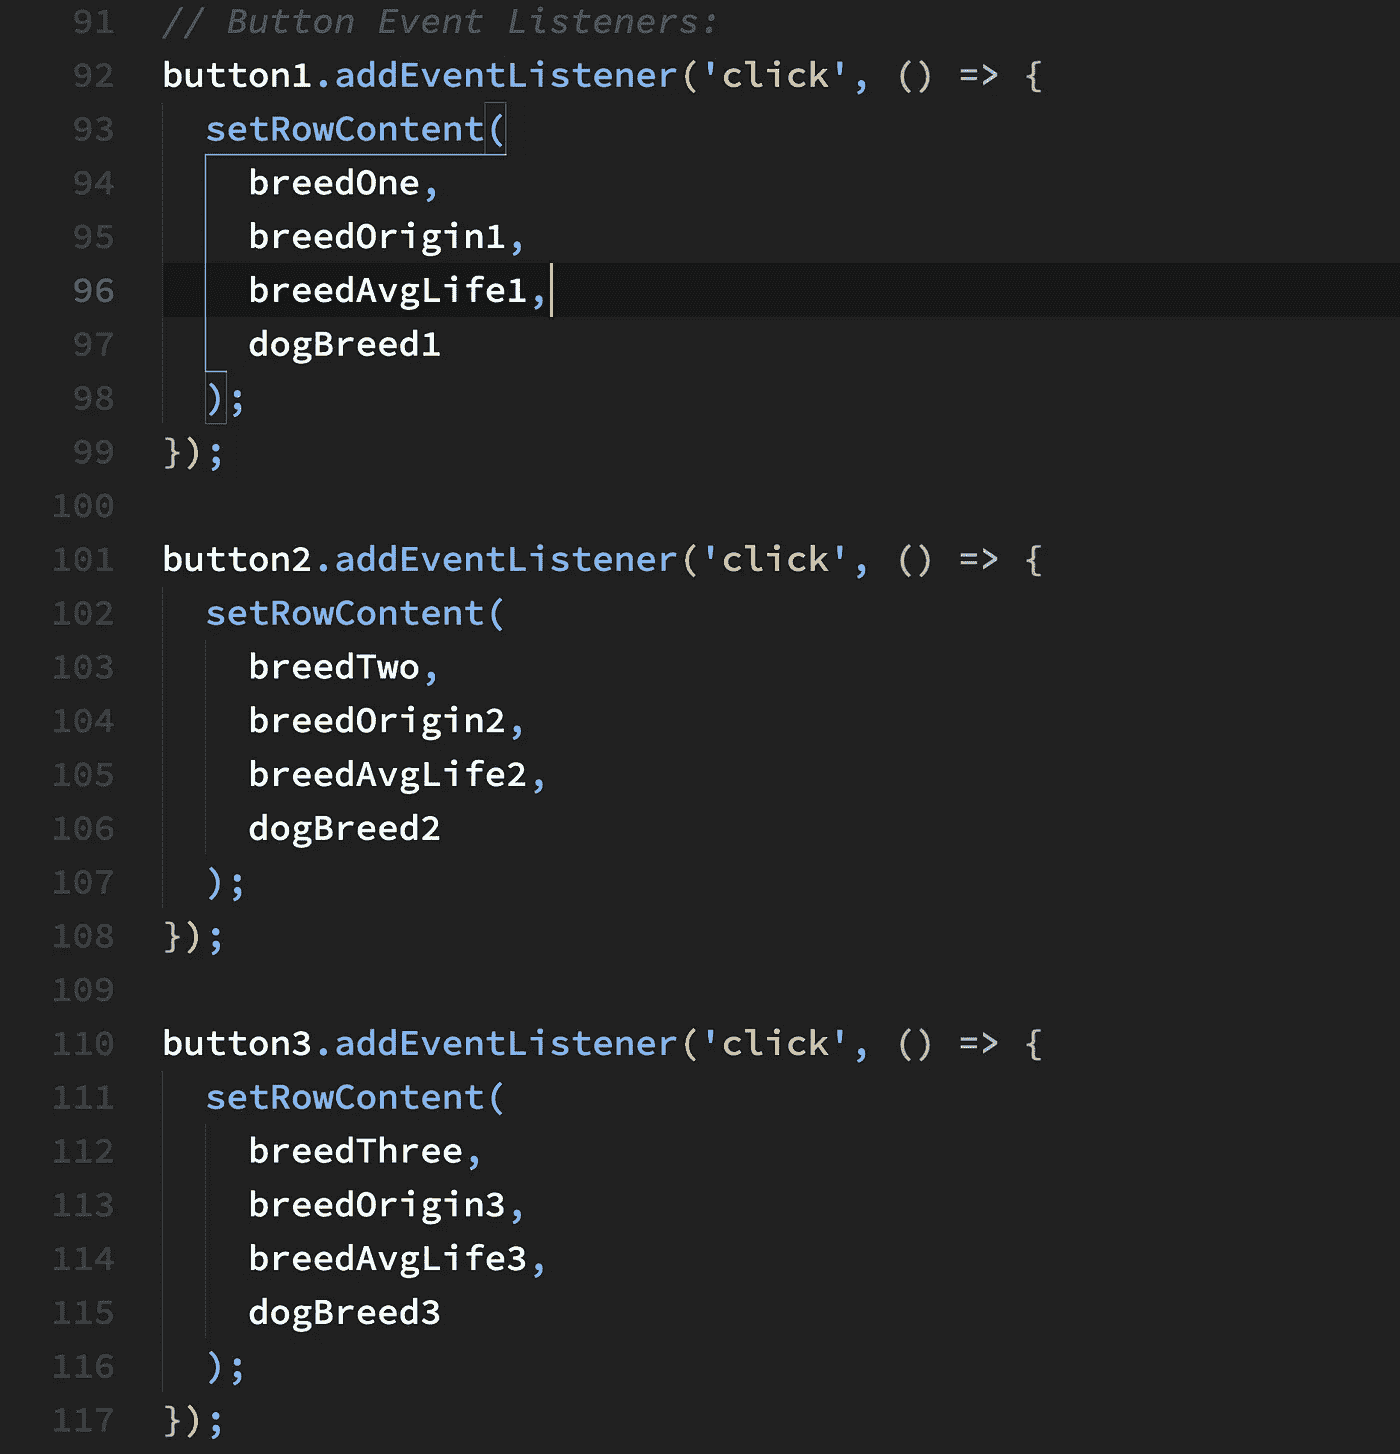 91 // Button Event Listeners:
92 button1.addEventListener('click', () => {
93   setRowContent(
94     breedOne,
95     breedOrigin1,
96     breedAvgLife1,
97     dogBreed1
98   );
99 });
100
101 button2.addEventListener('click', () => {
102   setRowContent(
103     breedTwo,
104     breedOrigin2,
105     breedAvgLife2,
106     dogBreed2
107   );
108 });
109
110 button3.addEventListener('click', () => {
111   setRowContent(
112     breedThree,
113     breedOrigin3,
114     breedAvgLife3,
115     dogBreed3
116   );
117 });